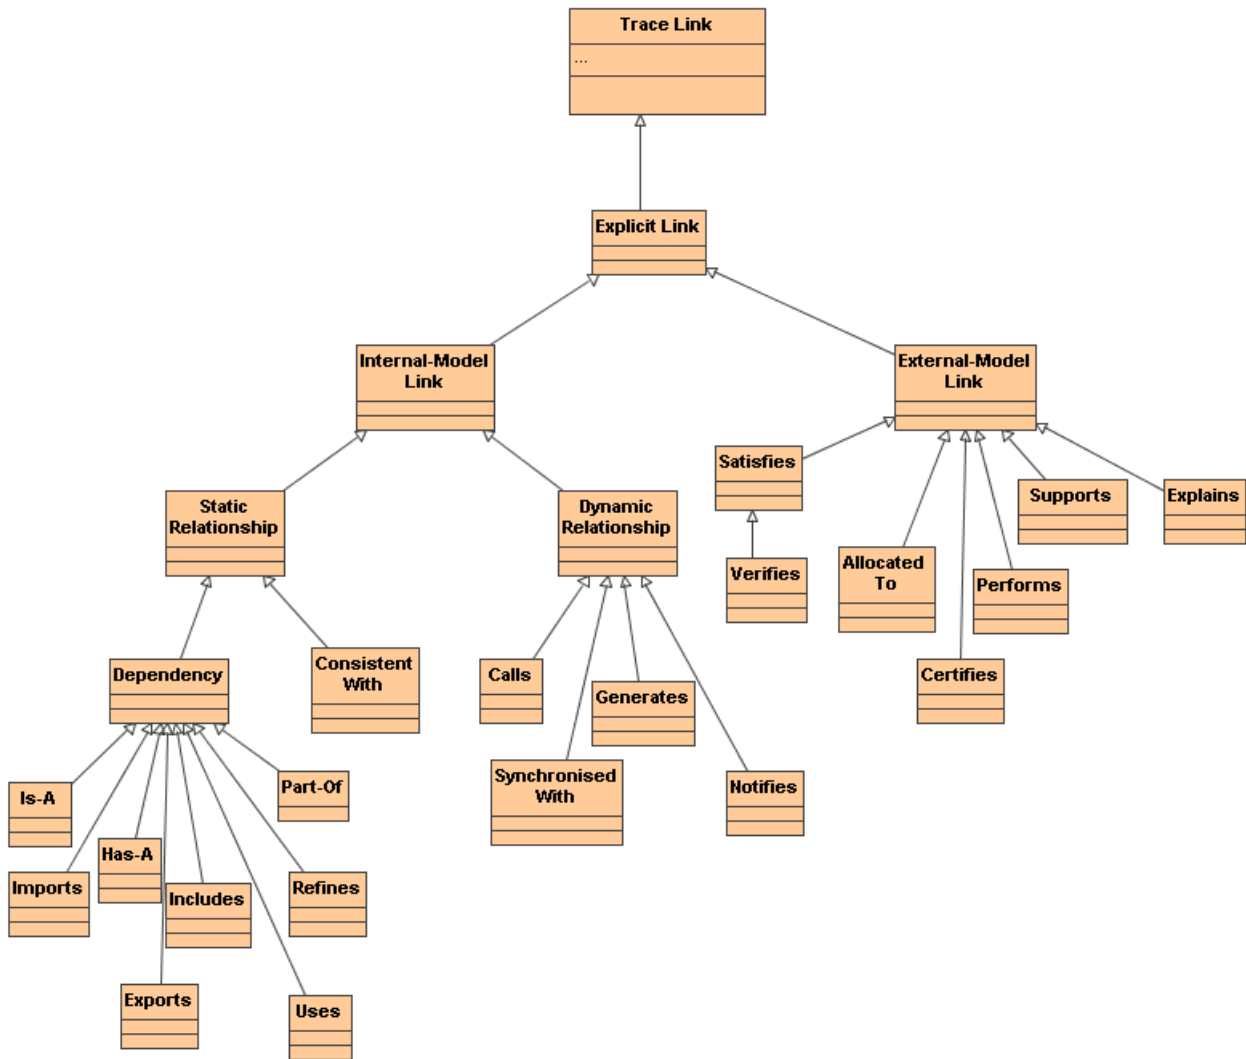 Trace Link
...
Explicit Link
Internal-Model
Link
External-Model
Link
Satisfies
Supports
Explains
Static
Relationship
Dynamic
Relationship
Verifies
Allocated
To
Performs
Dependency
Consistent
With
Calls
Generates
Certifies
Is-A
Part-Of
Synchronised
With
Notifies
Has-A
Imports
Includes
Refines
Exports
Uses